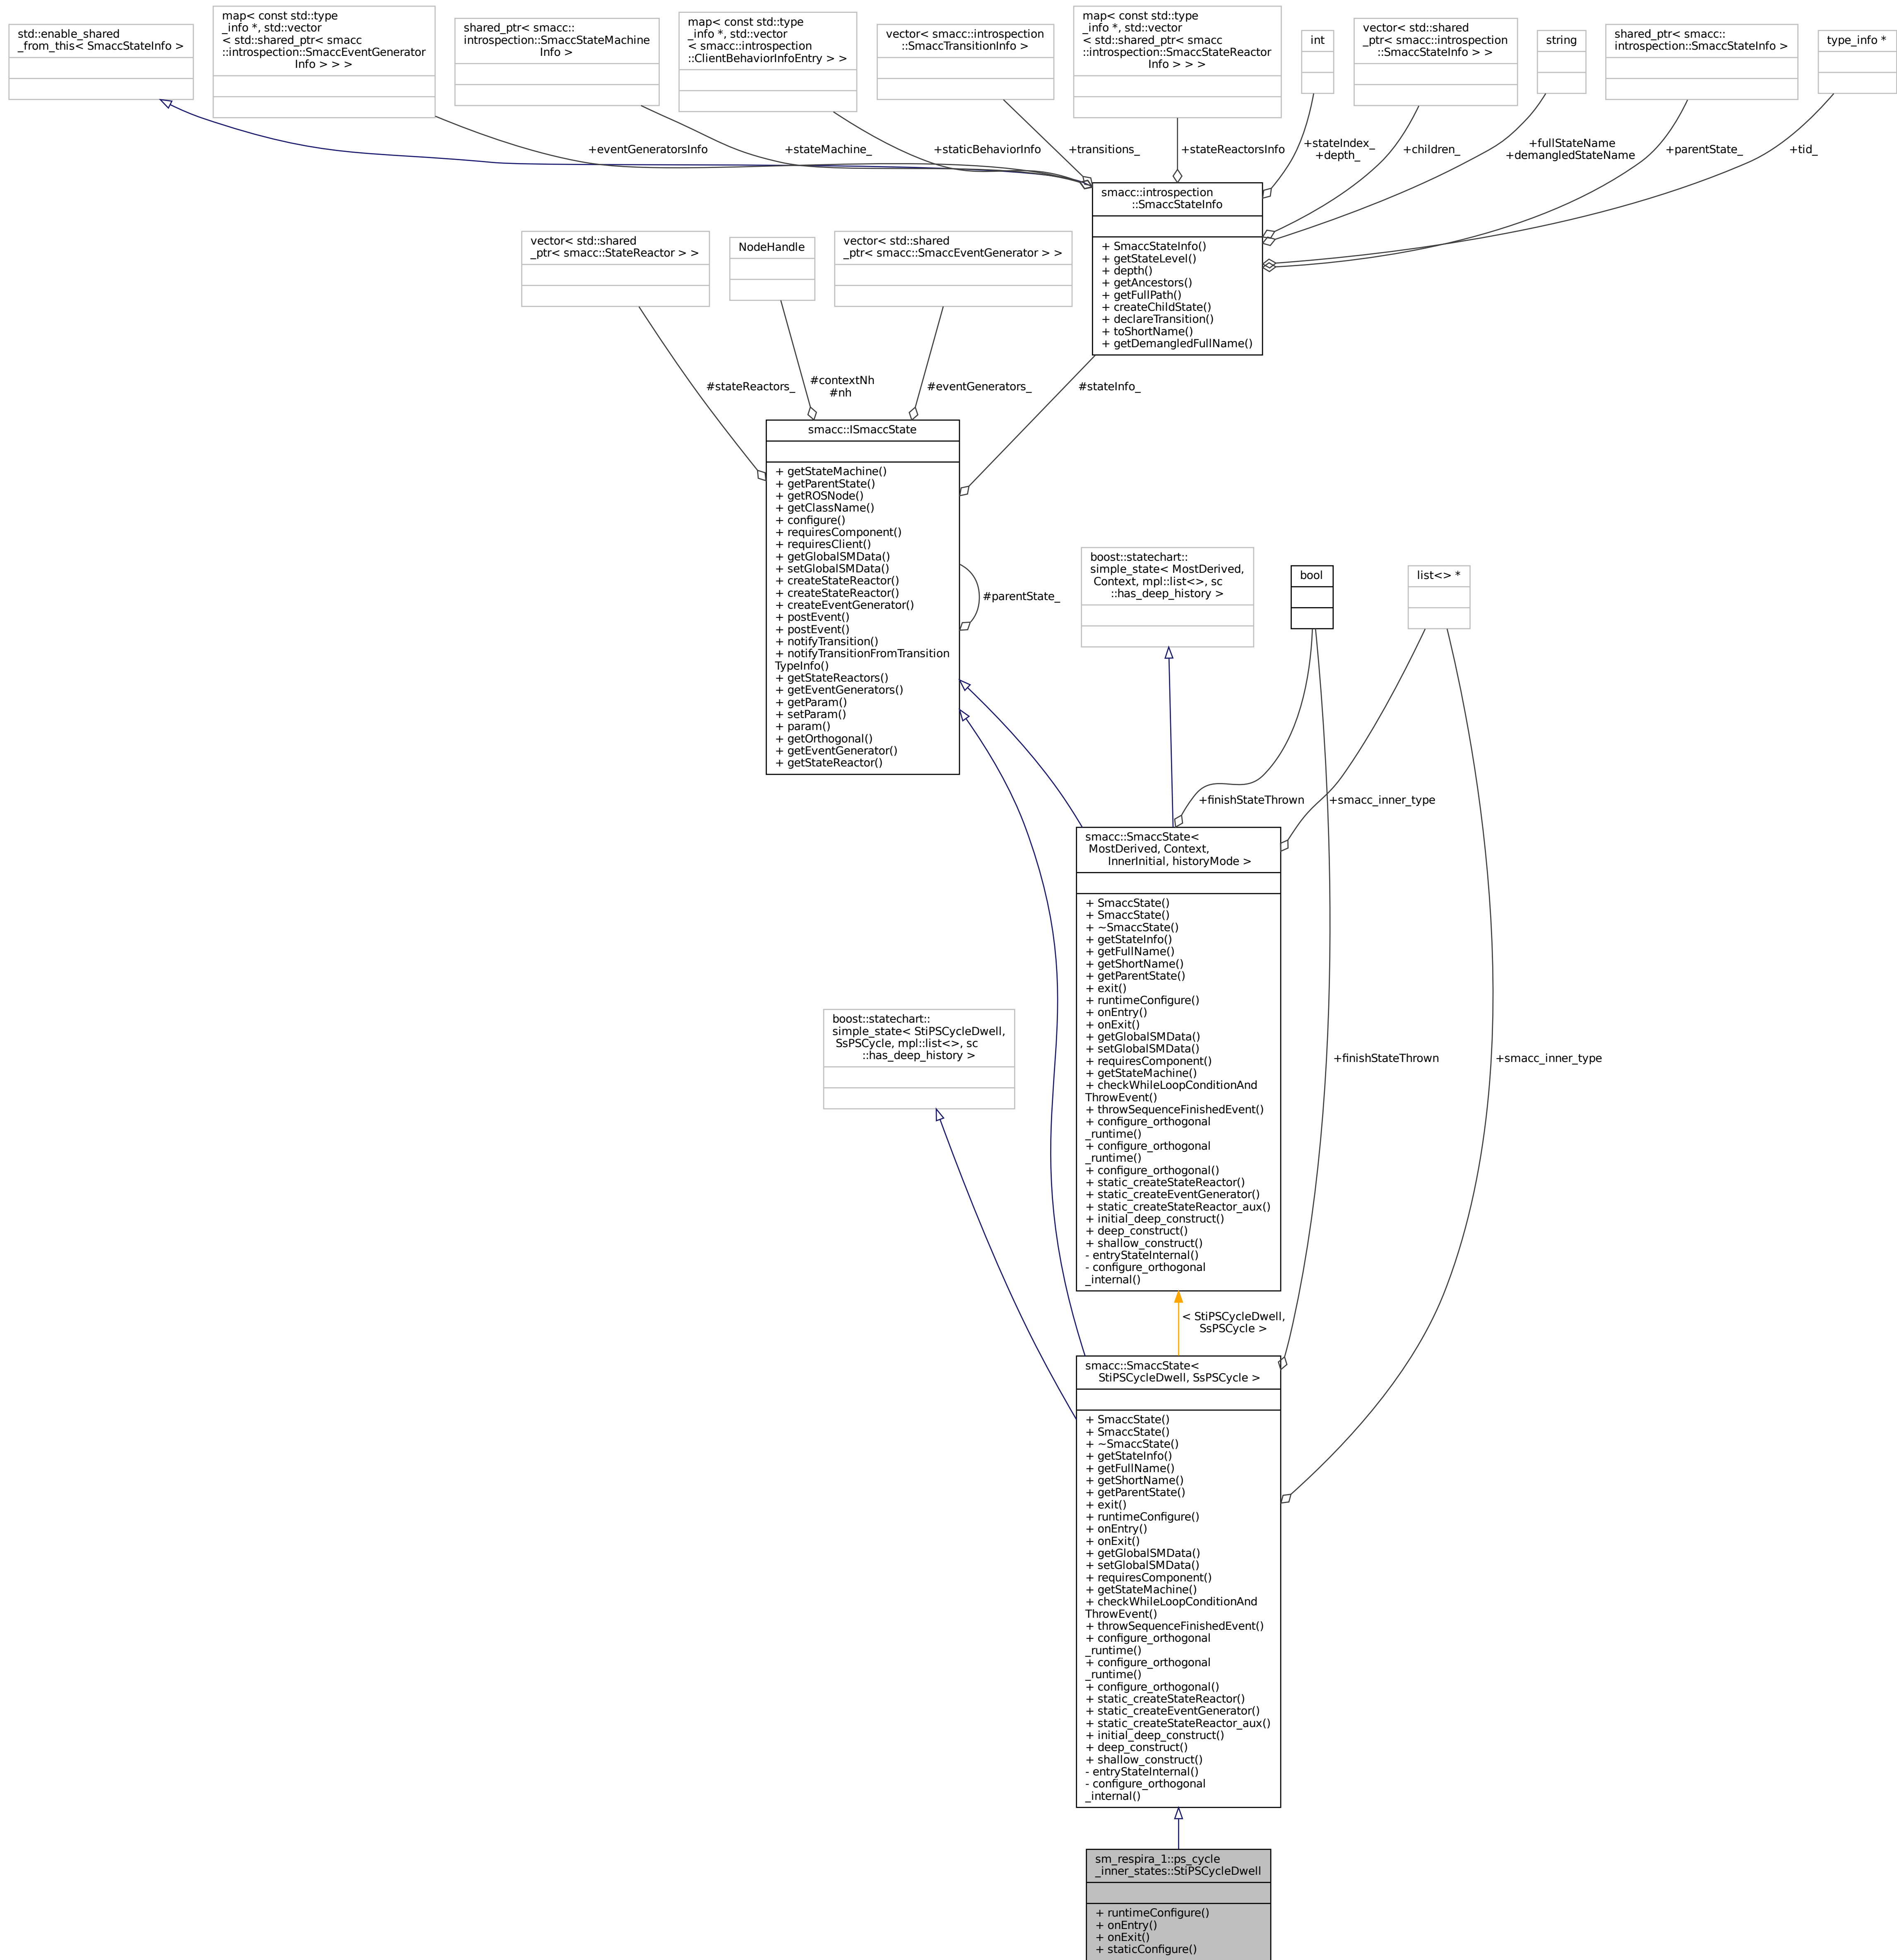 std::enable_shared
_from_this< SmaccStateInfo >
map< const std::type
_info *, std::vector
< std::shared_ptr< smacc
::introspection::SmaccEventGenerator
Info > > >
shared_ptr< smacc::
introspection::SmaccStateMachine
Info >
map< const std::type
_info *, std::vector
< smacc::introspection
::ClientBehaviorInfoEntry > >
vector< smacc::introspection
::SmaccTransitionInfo >
map< const std::type
_info *, std::vector
< std::shared_ptr< smacc
::introspection::SmaccStateReactor
Info > > >
int
vector< std::shared
_ptr< smacc::introspection
::SmaccStateInfo > >
string
shared_ptr< smacc::
introspection::SmaccStateInfo >
type_info *
+eventGeneratorsInfo
+stateMachine_
+staticBehaviorInfo
+transitions_
+stateReactorsInfo
+stateIndex_
+depth_
+children_
+fullStateName
+demangledStateName
+parentState_
+tid_
smacc::introspection
::SmaccStateInfo
+ SmaccStateInfo()
+ getStateLevel()
+ depth()
+ getAncestors()
+ getFullPath()
+ createChildState()
+ declareTransition()
+ toShortName()
+ getDemangledFullName()
vector< std::shared
_ptr< smacc::StateReactor > >
NodeHandle
vector< std::shared
_ptr< smacc::SmaccEventGenerator > >
#stateReactors_
#contextNh
#nh
#eventGenerators_
#stateInfo_
smacc::ISmaccState
+ getStateMachine()
+ getParentState()
+ getROSNode()
+ getClassName()
+ configure()
+ requiresComponent()
+ requiresClient()
+ getGlobalSMData()
+ setGlobalSMData()
+ createStateReactor()
+ createStateReactor()
+ createEventGenerator()
+ postEvent()
+ postEvent()
+ notifyTransition()
+ notifyTransitionFromTransition
TypeInfo()
+ getStateReactors()
+ getEventGenerators()
+ getParam()
+ setParam()
+ param()
+ getOrthogonal()
+ getEventGenerator()
+ getStateReactor()
#parentState_
boost::statechart::
simple_state< MostDerived,
Context, mpl::list<>, sc
::has_deep_history >
bool
list<> *
+finishStateThrown
+smacc_inner_type
smacc::SmaccState<
MostDerived, Context,
InnerInitial, historyMode >
+ SmaccState()
+ SmaccState()
+ ~SmaccState()
+ getStateInfo()
+ getFullName()
+ getShortName()
+ getParentState()
+ exit()
+ runtimeConfigure()
+ onEntry()
+ onExit()
+ getGlobalSMData()
+ setGlobalSMData()
+ requiresComponent()
+ getStateMachine()
+ checkWhileLoopConditionAnd
ThrowEvent()
+ throwSequenceFinishedEvent()
+ configure_orthogonal
_runtime()
+ configure_orthogonal
_runtime()
+ configure_orthogonal()
+ static_createStateReactor()
+ static_createEventGenerator()
+ static_createStateReactor_aux()
+ initial_deep_construct()
+ deep_construct()
+ shallow_construct()
- entryStateInternal()
- configure_orthogonal
_internal()
boost::statechart::
simple_state< StiPSCycleDwell,
SsPSCycle, mpl::list<>, sc
::has_deep_history >
+finishStateThrown
+smacc_inner_type
< StiPSCycleDwell,
SsPSCycle >
smacc::SmaccState<
StiPSCycleDwell, SsPSCycle >
+ SmaccState()
+ SmaccState()
+ ~SmaccState()
+ getStateInfo()
+ getFullName()
+ getShortName()
+ getParentState()
+ exit()
+ runtimeConfigure()
+ onEntry()
+ onExit()
+ getGlobalSMData()
+ setGlobalSMData()
+ requiresComponent()
+ getStateMachine()
+ checkWhileLoopConditionAnd
ThrowEvent()
+ throwSequenceFinishedEvent()
+ configure_orthogonal
_runtime()
+ configure_orthogonal
_runtime()
+ configure_orthogonal()
+ static_createStateReactor()
+ static_createEventGenerator()
+ static_createStateReactor_aux()
+ initial_deep_construct()
+ deep_construct()
+ shallow_construct()
- entryStateInternal()
- configure_orthogonal
_internal()
sm_respira_1::ps_cycle
_inner_states::StiPSCycleDwell
+ runtimeConfigure()
+ onEntry()
+ onExit()
+ staticConfigure()